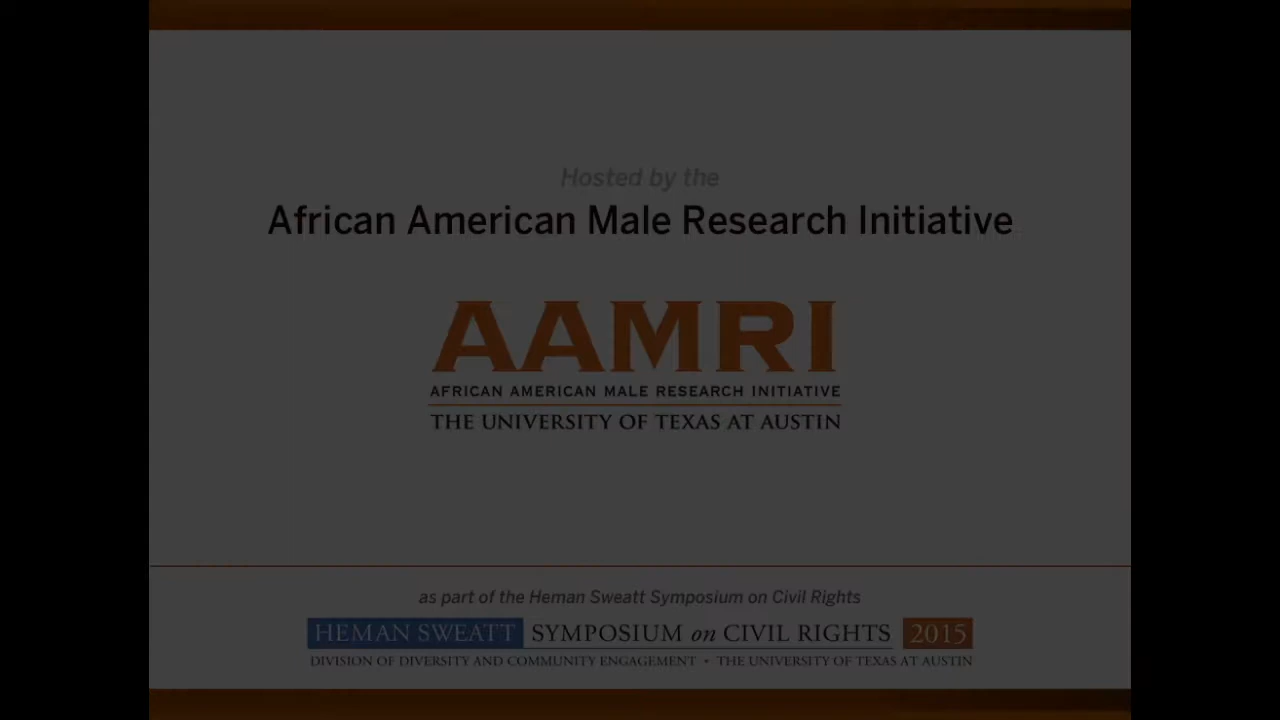 Hosted by the
African American Male Research Initiative
AAMRI
AFRICAN AMERICAN MALE RESEARCH INITIATIVE
THE UNIVERSITY OF TEXAS AT AUSTIN
as part of the Heman Sweatt Symposium on Civil Rights
HEMAN SWEATT SYMPOSIUM on CIVIL RIGHTS 2015
DIVISION OF DIVERSITY AND COMMUNITY ENGAGEMENT • THE UNIVERSITY OF TEXAS AT AUSTIN